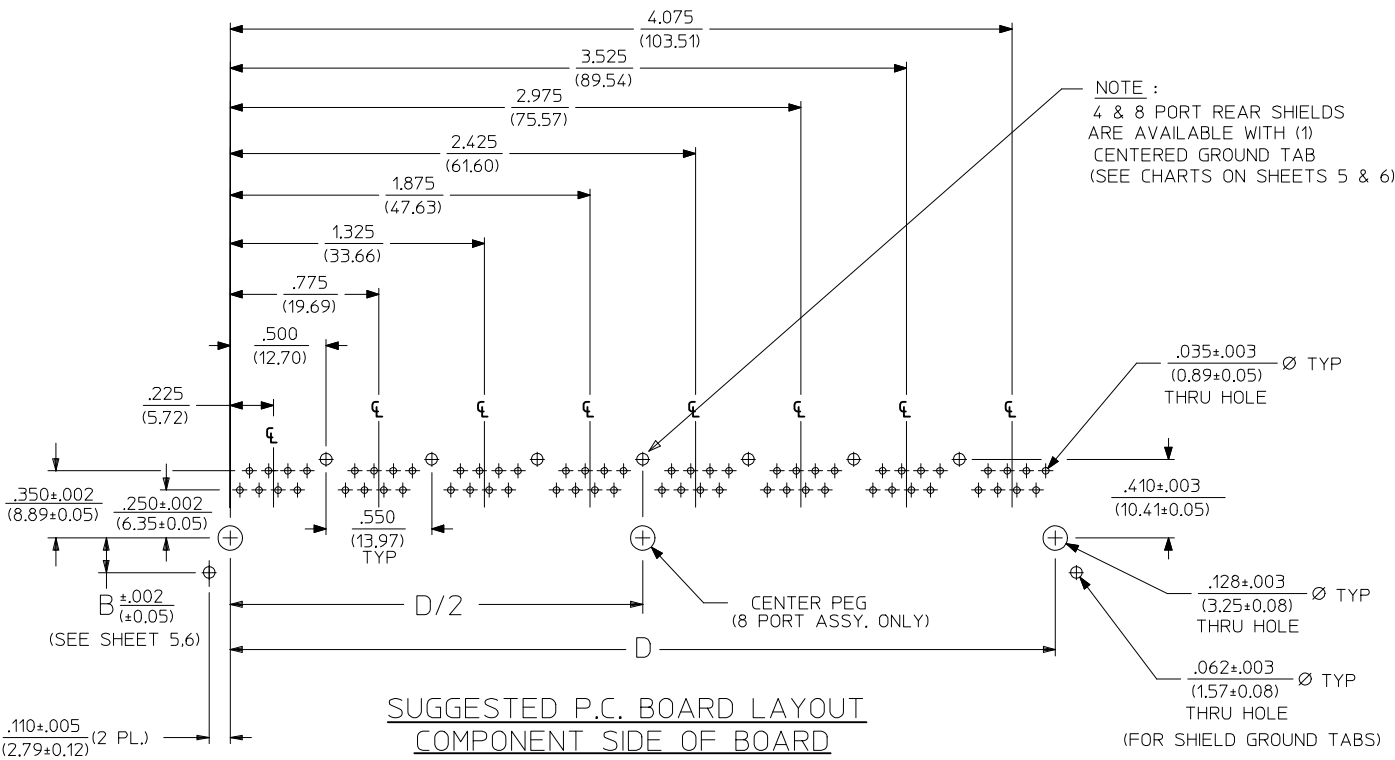 4.075
(103.51)
3.525
(89.54)
2.975
(75.57)
2.425
(61.60)
1.875
(47.63)
1.325
(33.66)
.775
(19.69)
.500
(12.70)
.225
(5.72)
NOTE :
4 & 8 PORT REAR SHIELDS
ARE AVAILABLE WITH (1)
CENTERED GROUND TAB
(SEE CHARTS ON SHEETS 5 & 6)
.035±.003
(0.89±0.05) Ø TYP
THRU HOLE
℄ ℄ ℄ ℄ ℄ ℄ ℄
℄
.350±.002
(8.89±0.05)
.250±.002
(6.35±0.05)
.550
(13.97)
TYP
.410±.003
(10.41±0.05)
B ±.002
(±0.05)
(SEE SHEET 5,6)
D/2
CENTER PEG
(8 PORT ASSY. ONLY)
D
.128±.003
(3.25±0.08) Ø TYP
THRU HOLE
.062±.003
(1.57±0.08) Ø TYP
THRU HOLE
(FOR SHIELD GROUND TABS)
.110±.005
(2.79±0.12) (2 PL.)
SUGGESTED P.C. BOARD LAYOUT
COMPONENT SIDE OF BOARD